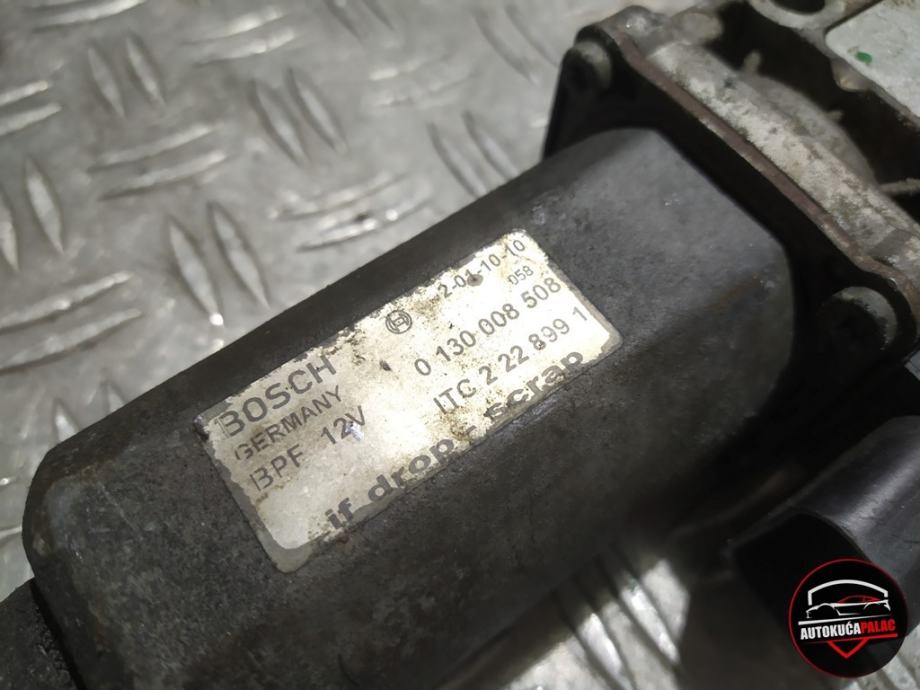 BOSCH
GERMANY
BPF 12V
2-01-10-10
058
0 130 008 508
ITC 2 22 899 1
if drop - scrap
AUTOKUĆA PALAC